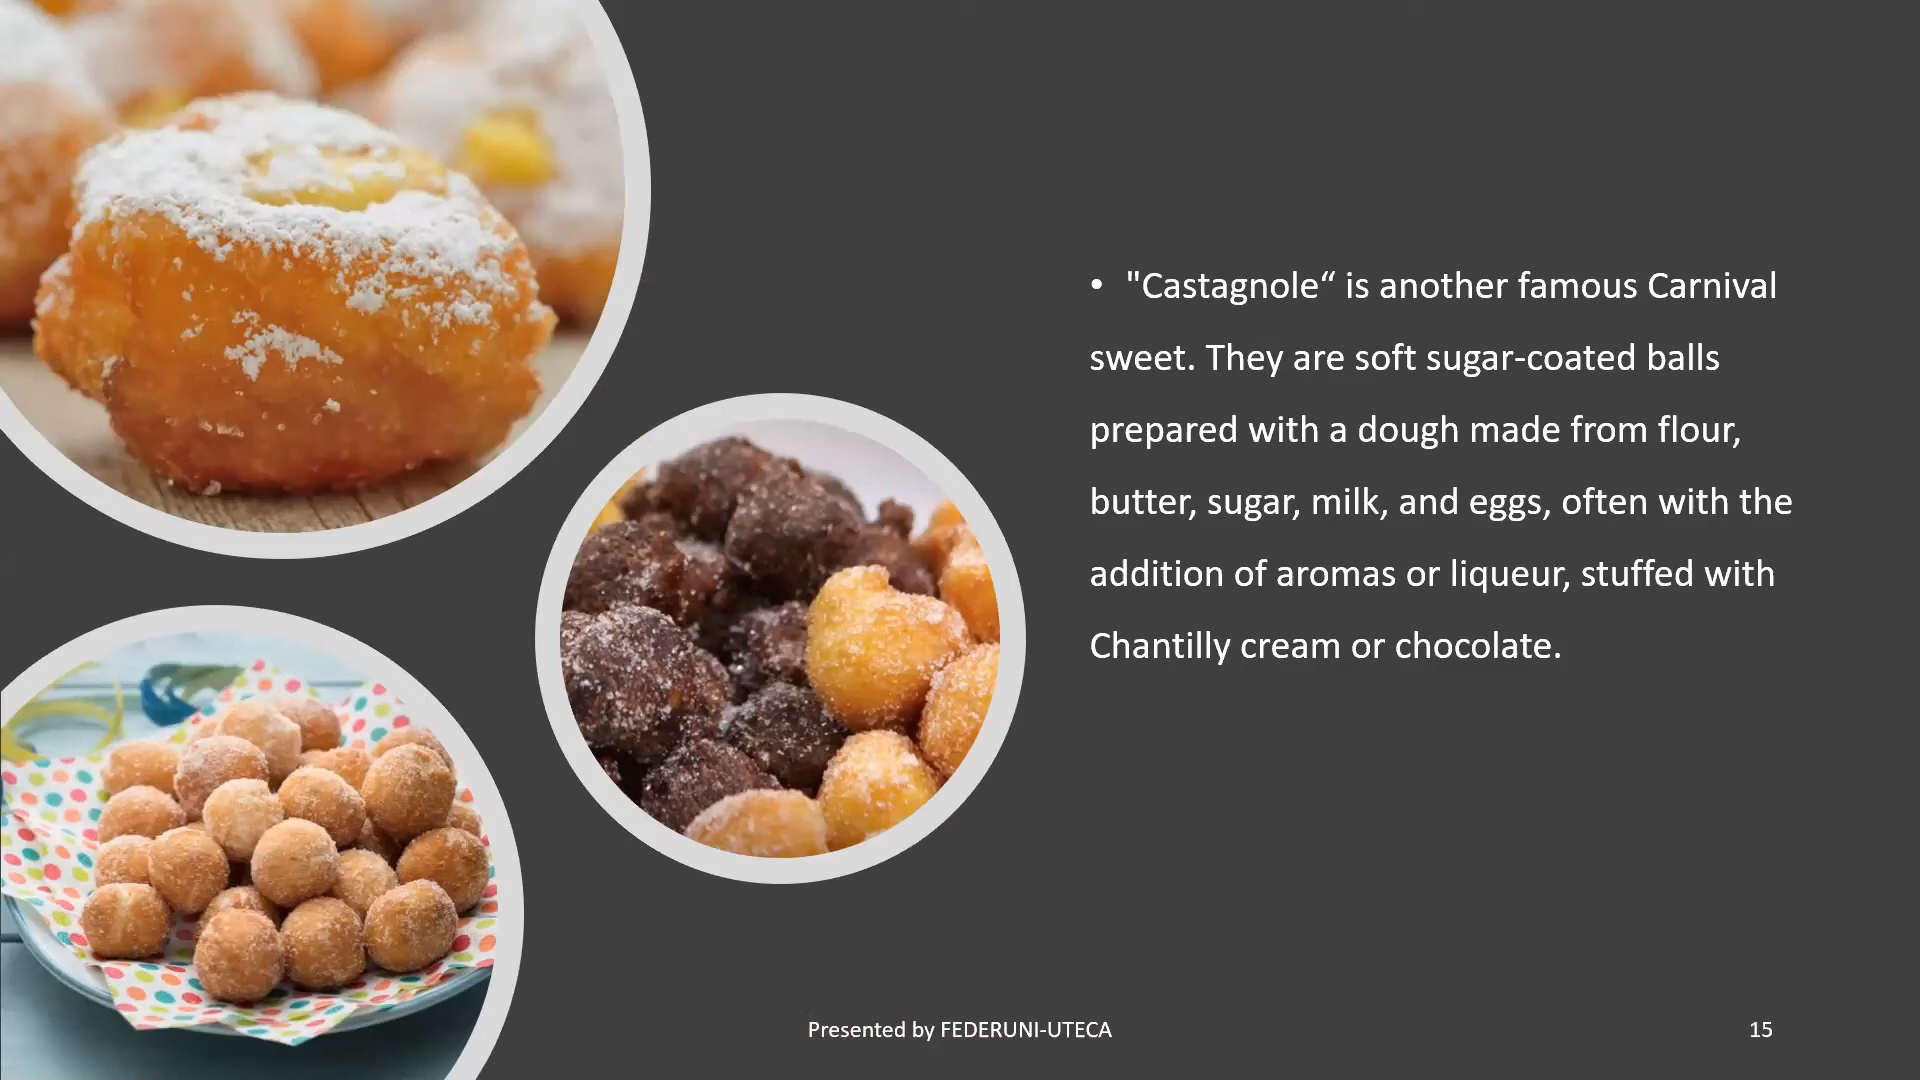 • "Castagnole“ is another famous Carnival
sweet. They are soft sugar-coated balls
prepared with a dough made from flour,
butter, sugar, milk, and eggs, often with the
addition of aromas or liqueur, stuffed with
Chantilly cream or chocolate.
Presented by FEDERUNI-UTECA
15